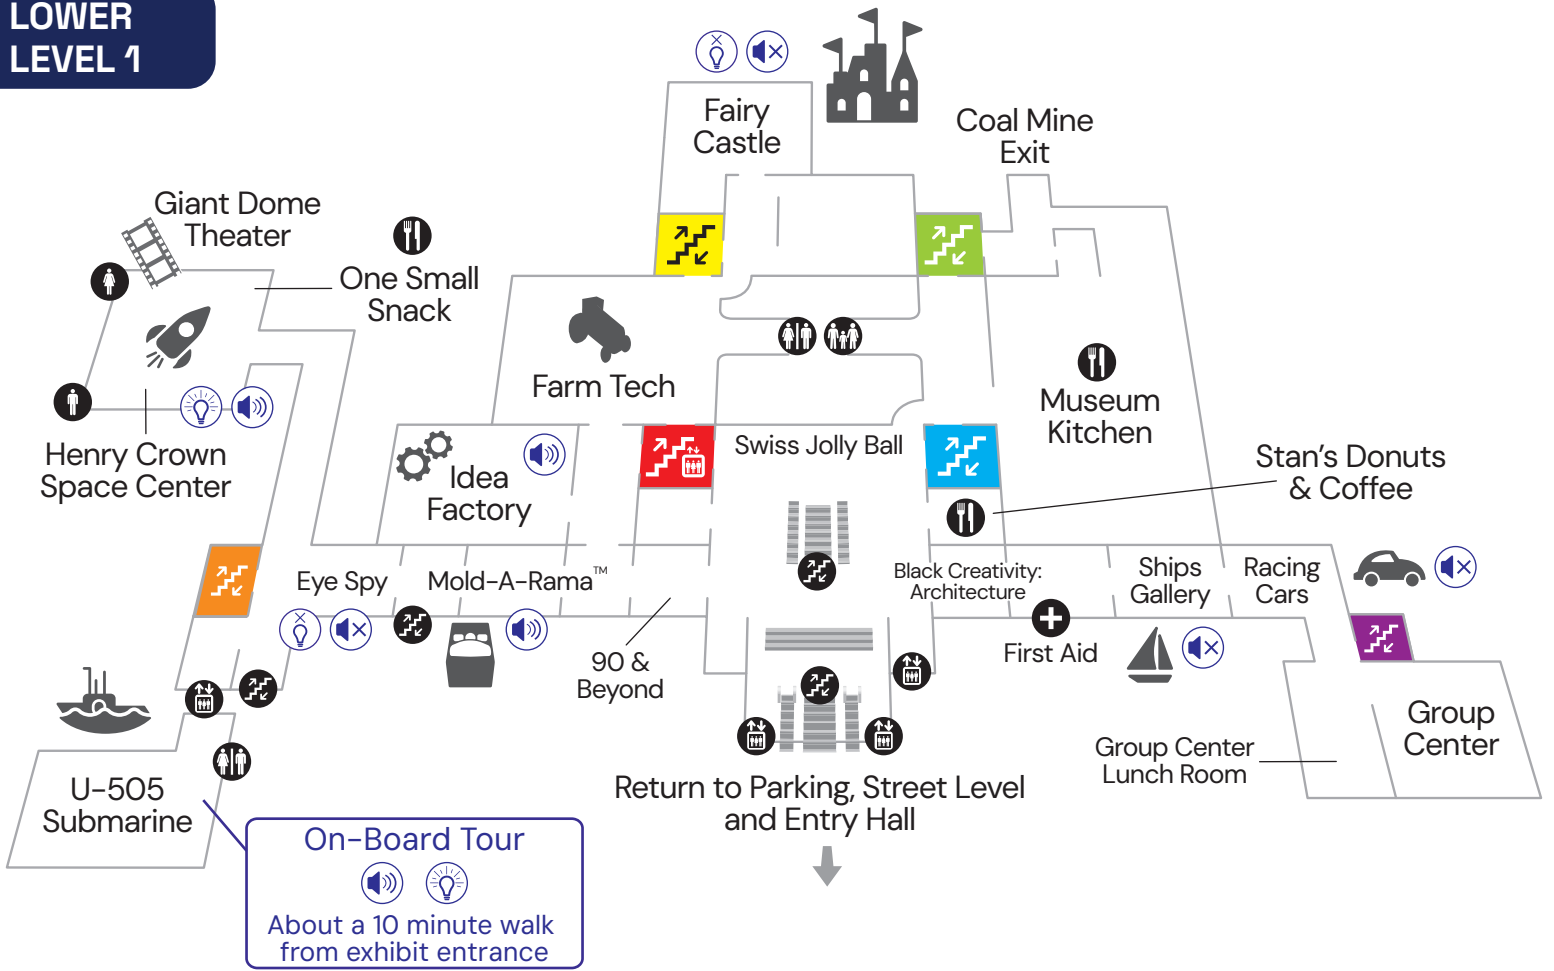 LOWER
LEVEL 1
Fairy
Castle
Coal Mine
Exit
Giant Dome
Theater
One Small
Snack
Farm Tech
Museum
Kitchen
Henry Crown
Space Center
Idea
Factory
Swiss Jolly Ball
Stan's Donuts
& Coffee
Eye Spy
Mold-A-Rama™
Black Creativity:
Architecture
Ships
Gallery
Racing
Cars
90 &
Beyond
First Aid
Group
Center
Group Center
Lunch Room
U-505
Submarine
Return to Parking, Street Level
and Entry Hall
On-Board Tour
About a 10 minute walk
from exhibit entrance